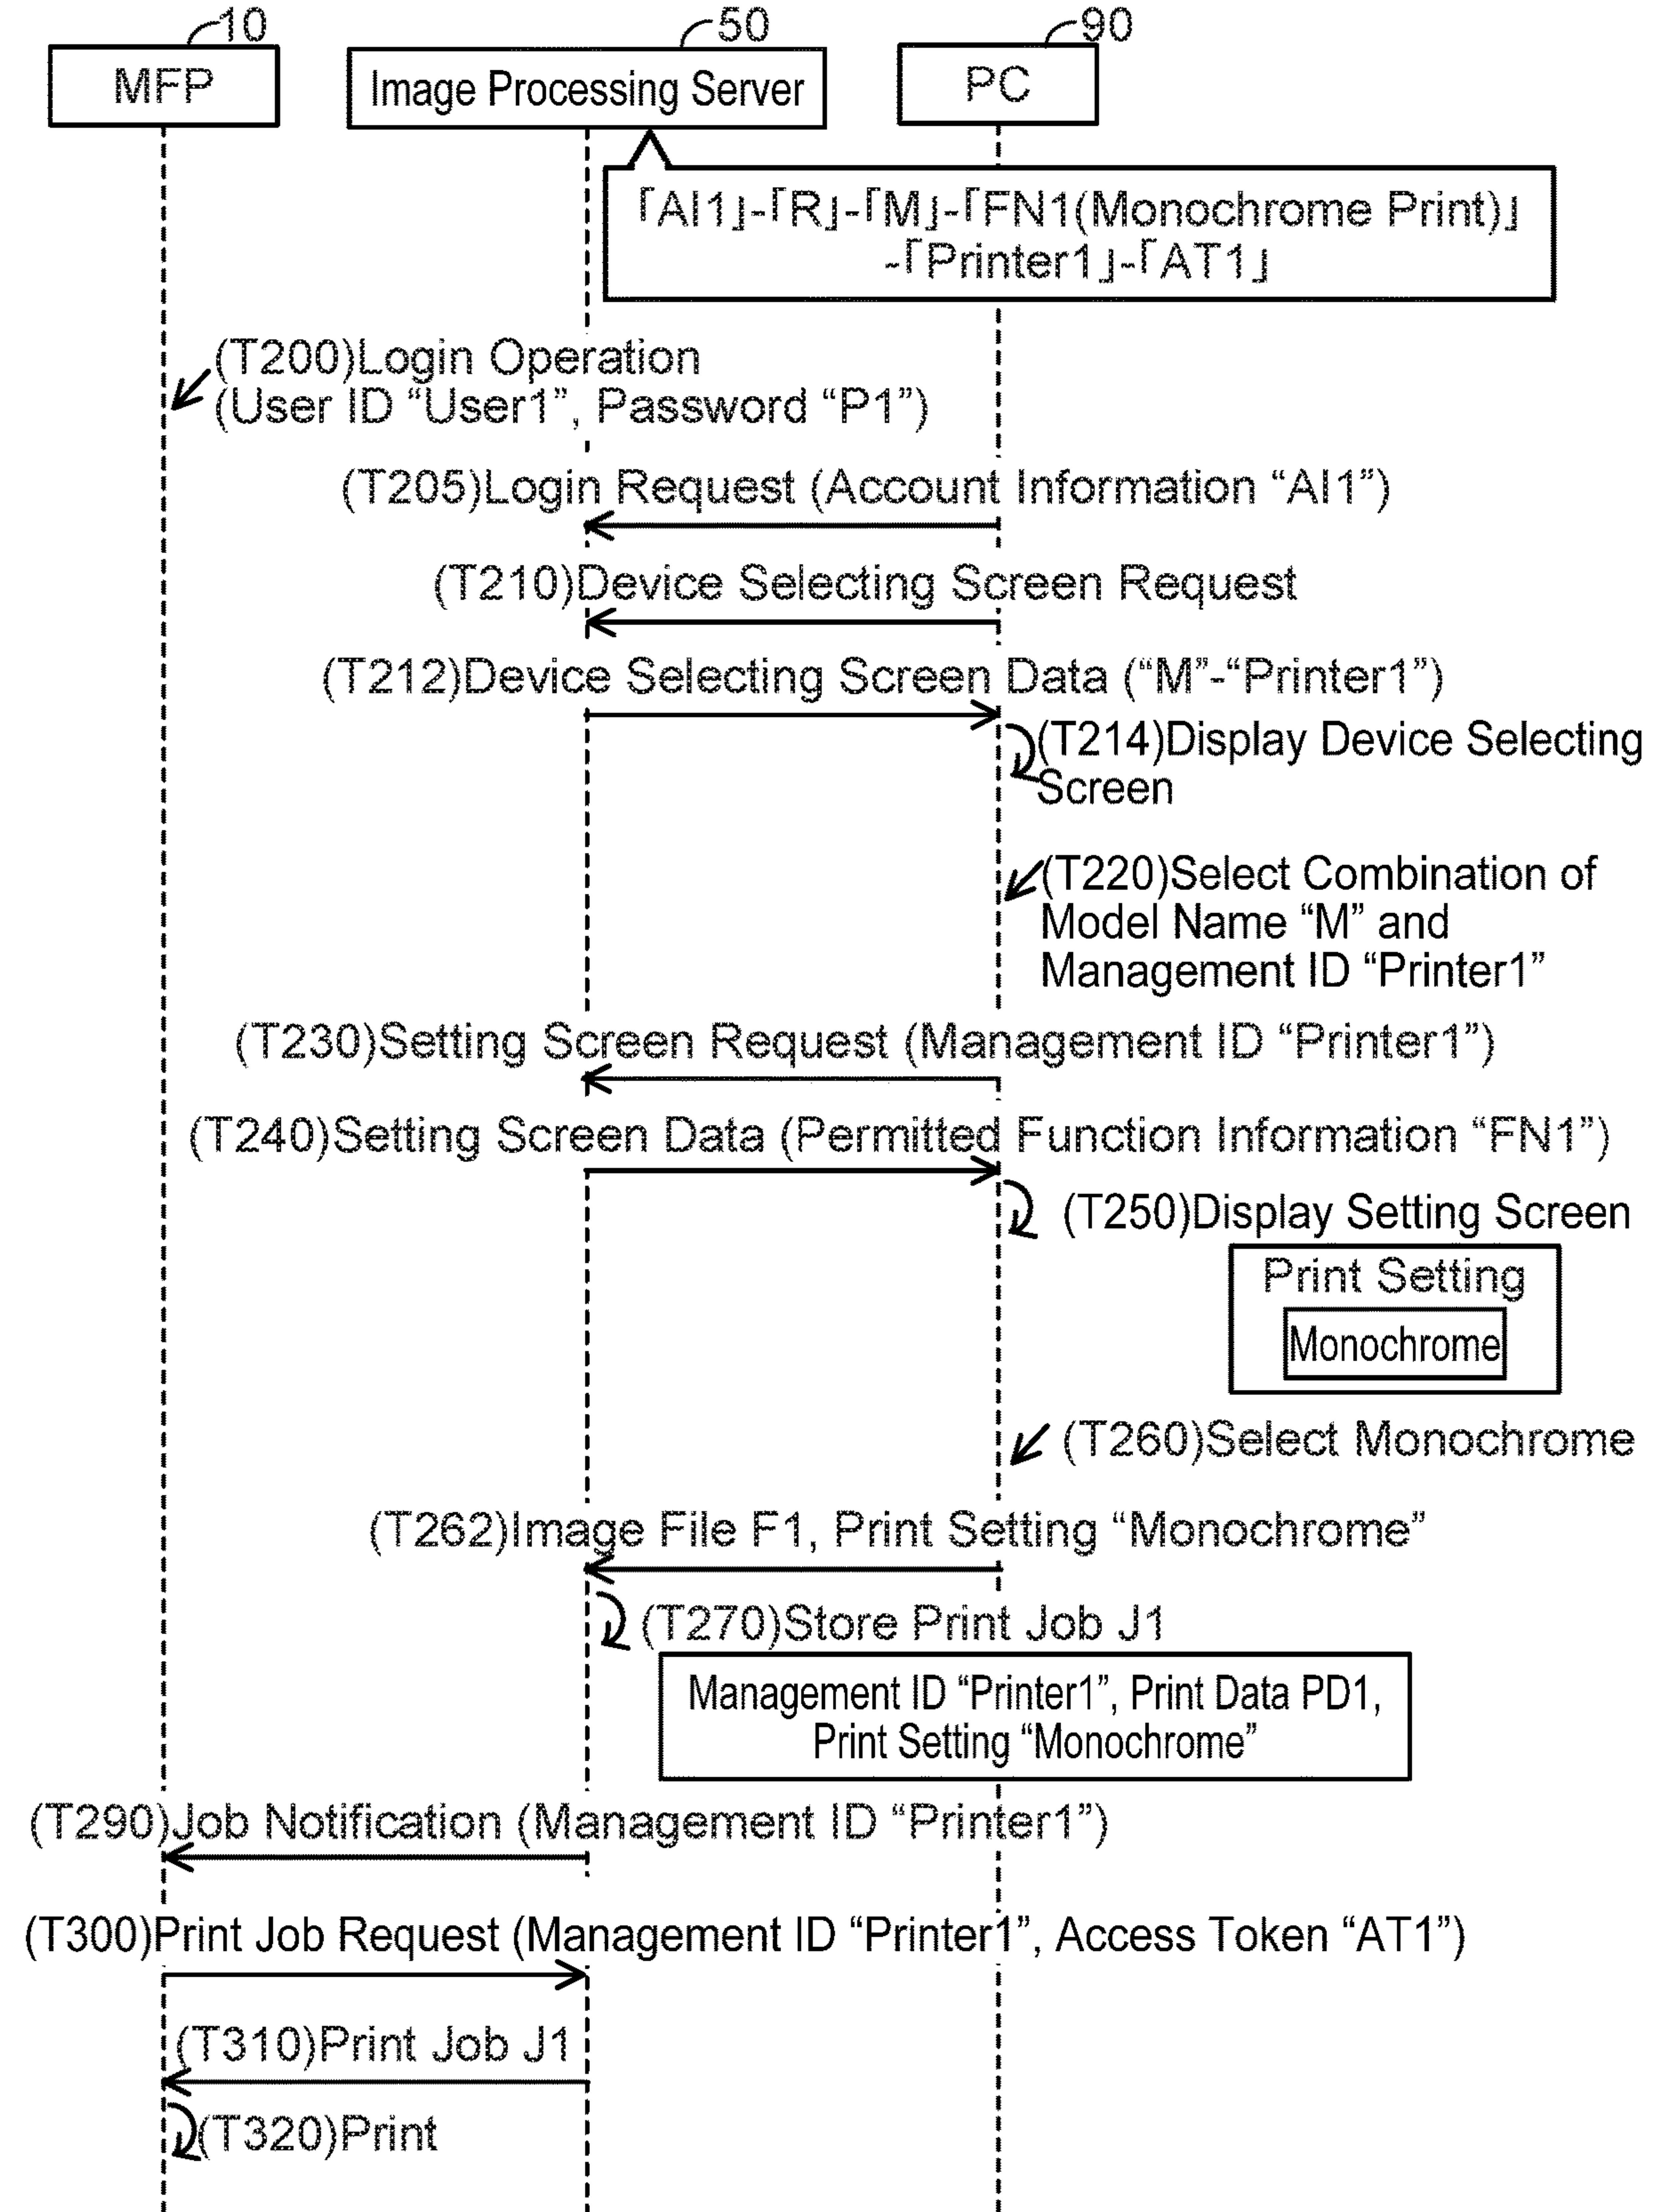 10
50
90
MFP
Image Processing Server
PC
「AI1」-「R」-「M」-「FN1(Monochrome Print)」
-「Printer1」-「AT1」
(T200)Login Operation
(User ID “User1”, Password “P1”)
(T205)Login Request (Account Information “AI1”)
(T210)Device Selecting Screen Request
(T212)Device Selecting Screen Data (“M”-“Printer1”)
(T214)Display Device Selecting
Screen
(T220)Select Combination of
Model Name “M” and
Management ID “Printer1”
(T230)Setting Screen Request (Management ID “Printer1”)
(T240)Setting Screen Data (Permitted Function Information “FN1”)
(T250)Display Setting Screen
Print Setting
Monochrome
(T260)Select Monochrome
(T262)Image File F1, Print Setting “Monochrome”
(T270)Store Print Job J1
Management ID “Printer1”, Print Data PD1,
Print Setting “Monochrome”
(T290)Job Notification (Management ID “Printer1”)
(T300)Print Job Request (Management ID “Printer1”, Access Token “AT1”)
(T310)Print Job J1
(T320)Print